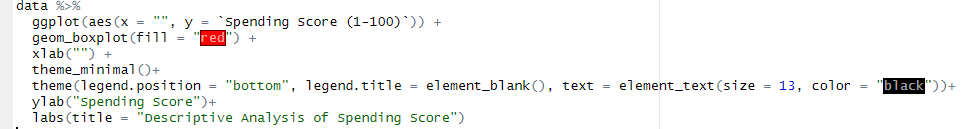 data %>%
ggplot(aes(x = "", y = `Spending Score (1-100)`)) +
geom_boxplot(fill = "red") +
xlab("") +
theme_minimal()+
theme(legend.position = "bottom", legend.title = element_blank(), text = element_text(size = 13, color = "black"))+
ylab("Spending Score")+
labs(title = "Descriptive Analysis of Spending Score")